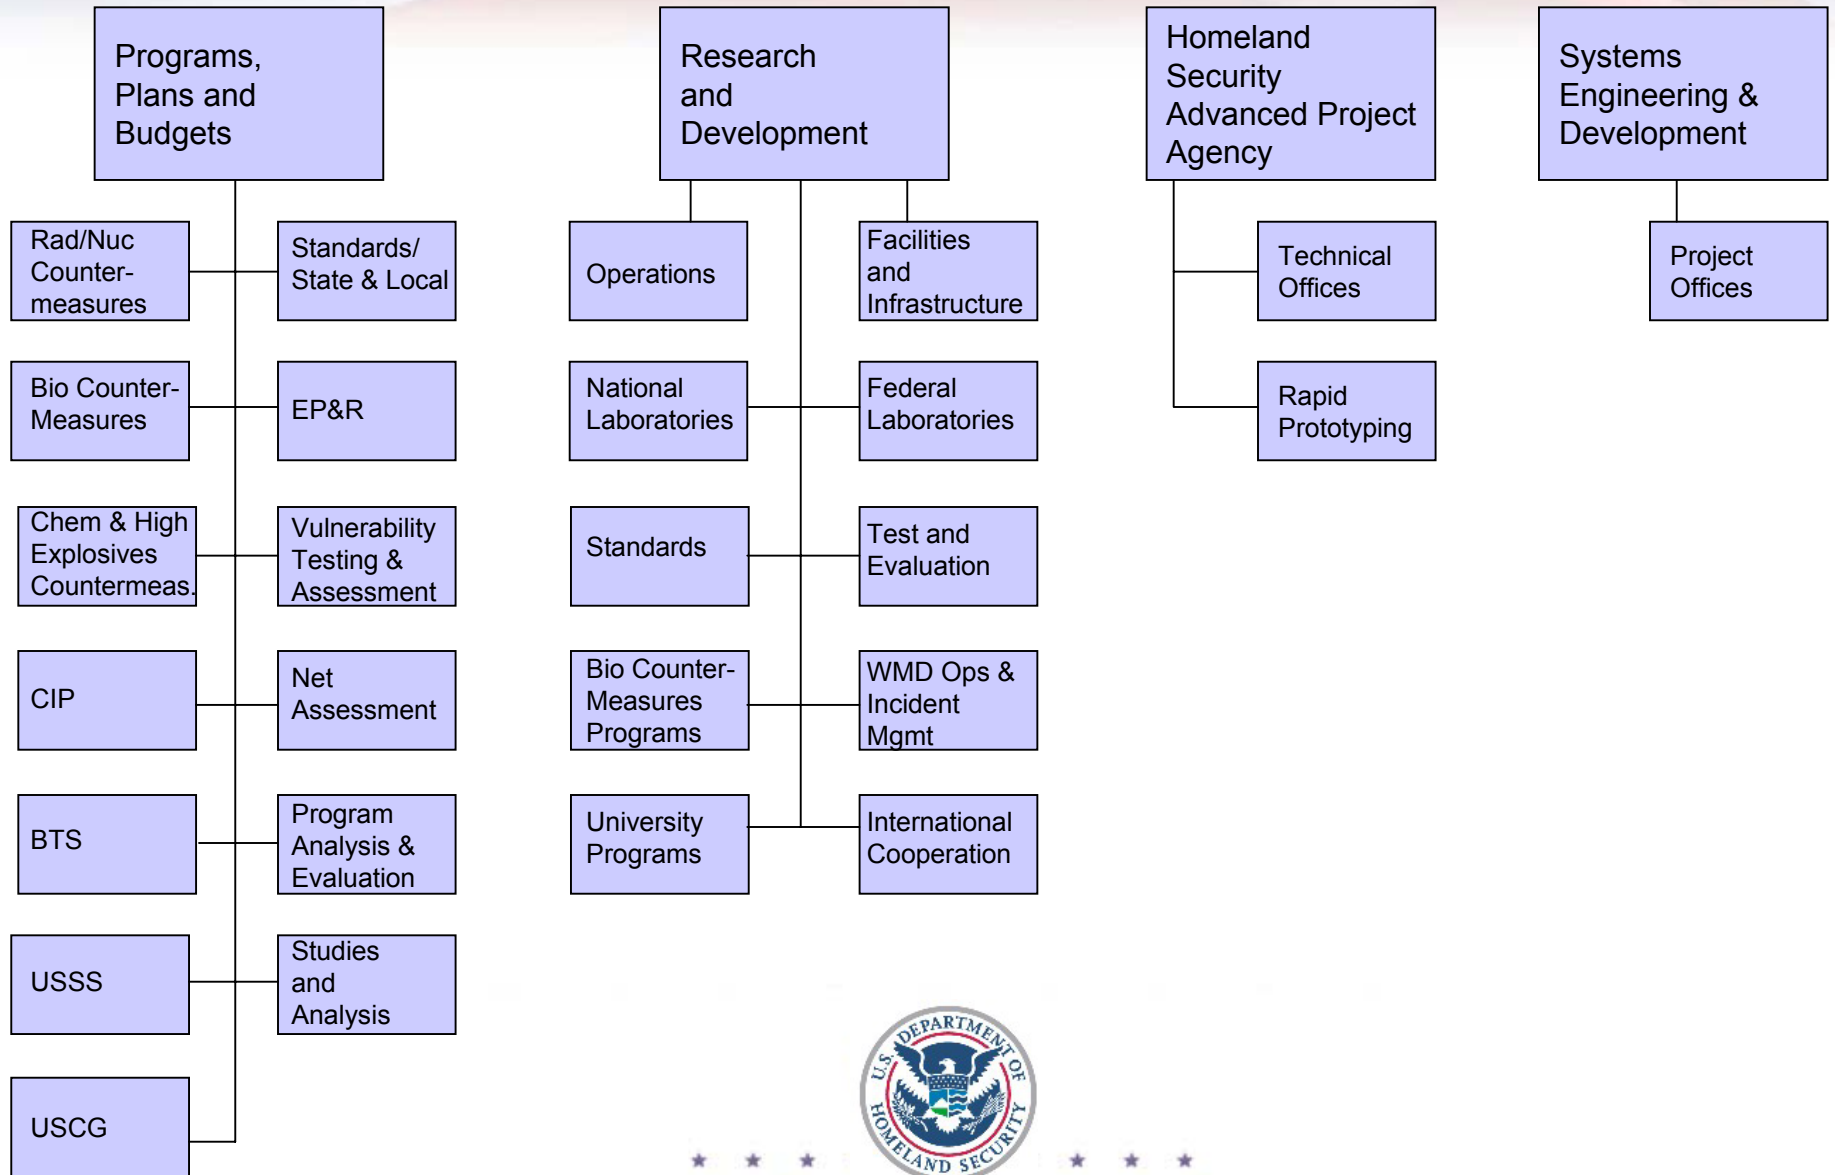 Programs,
Plans and
Budgets
Research
and
Development
Homeland
Security
Advanced Project
Agency
Systems
Engineering &
Development
Rad/Nuc
Counter-
measures
Standards/
State & Local
Operations
Facilities
and
Infrastructure
Technical
Offices
Project
Offices
Bio Counter-
Measures
EP&R
National
Laboratories
Federal
Laboratories
Rapid
Prototyping
Chem & High
Explosives
Countermeas.
Vulnerability
Testing &
Assessment
Standards
Test and
Evaluation
CIP
Net
Assessment
Bio Counter-
Measures
Programs
WMD Ops &
Incident
Mgmt
BTS
Program
Analysis &
Evaluation
University
Programs
International
Cooperation
USSS
Studies
and
Analysis
USCG
U.S. DEPARTMENT OF
HOMELAND SECURITY